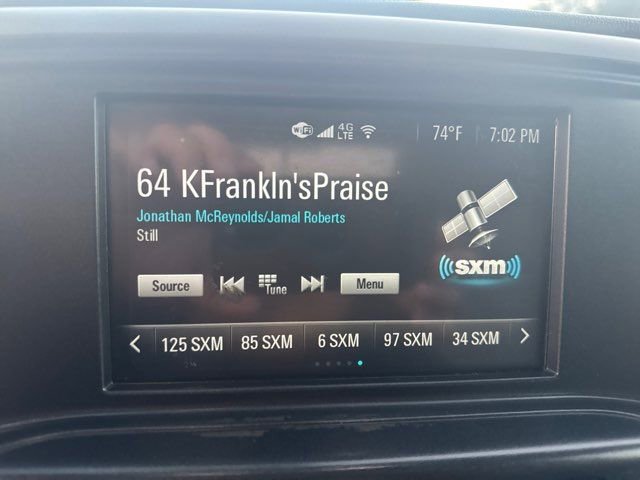 WiFi 4G LTE 74°F 7:02 PM
64 KFrankln'sPraise
Jonathan McReynolds/Jamal Roberts
Still
sxm
Source Tune Menu
125 SXM 85 SXM 6 SXM 97 SXM 34 SXM